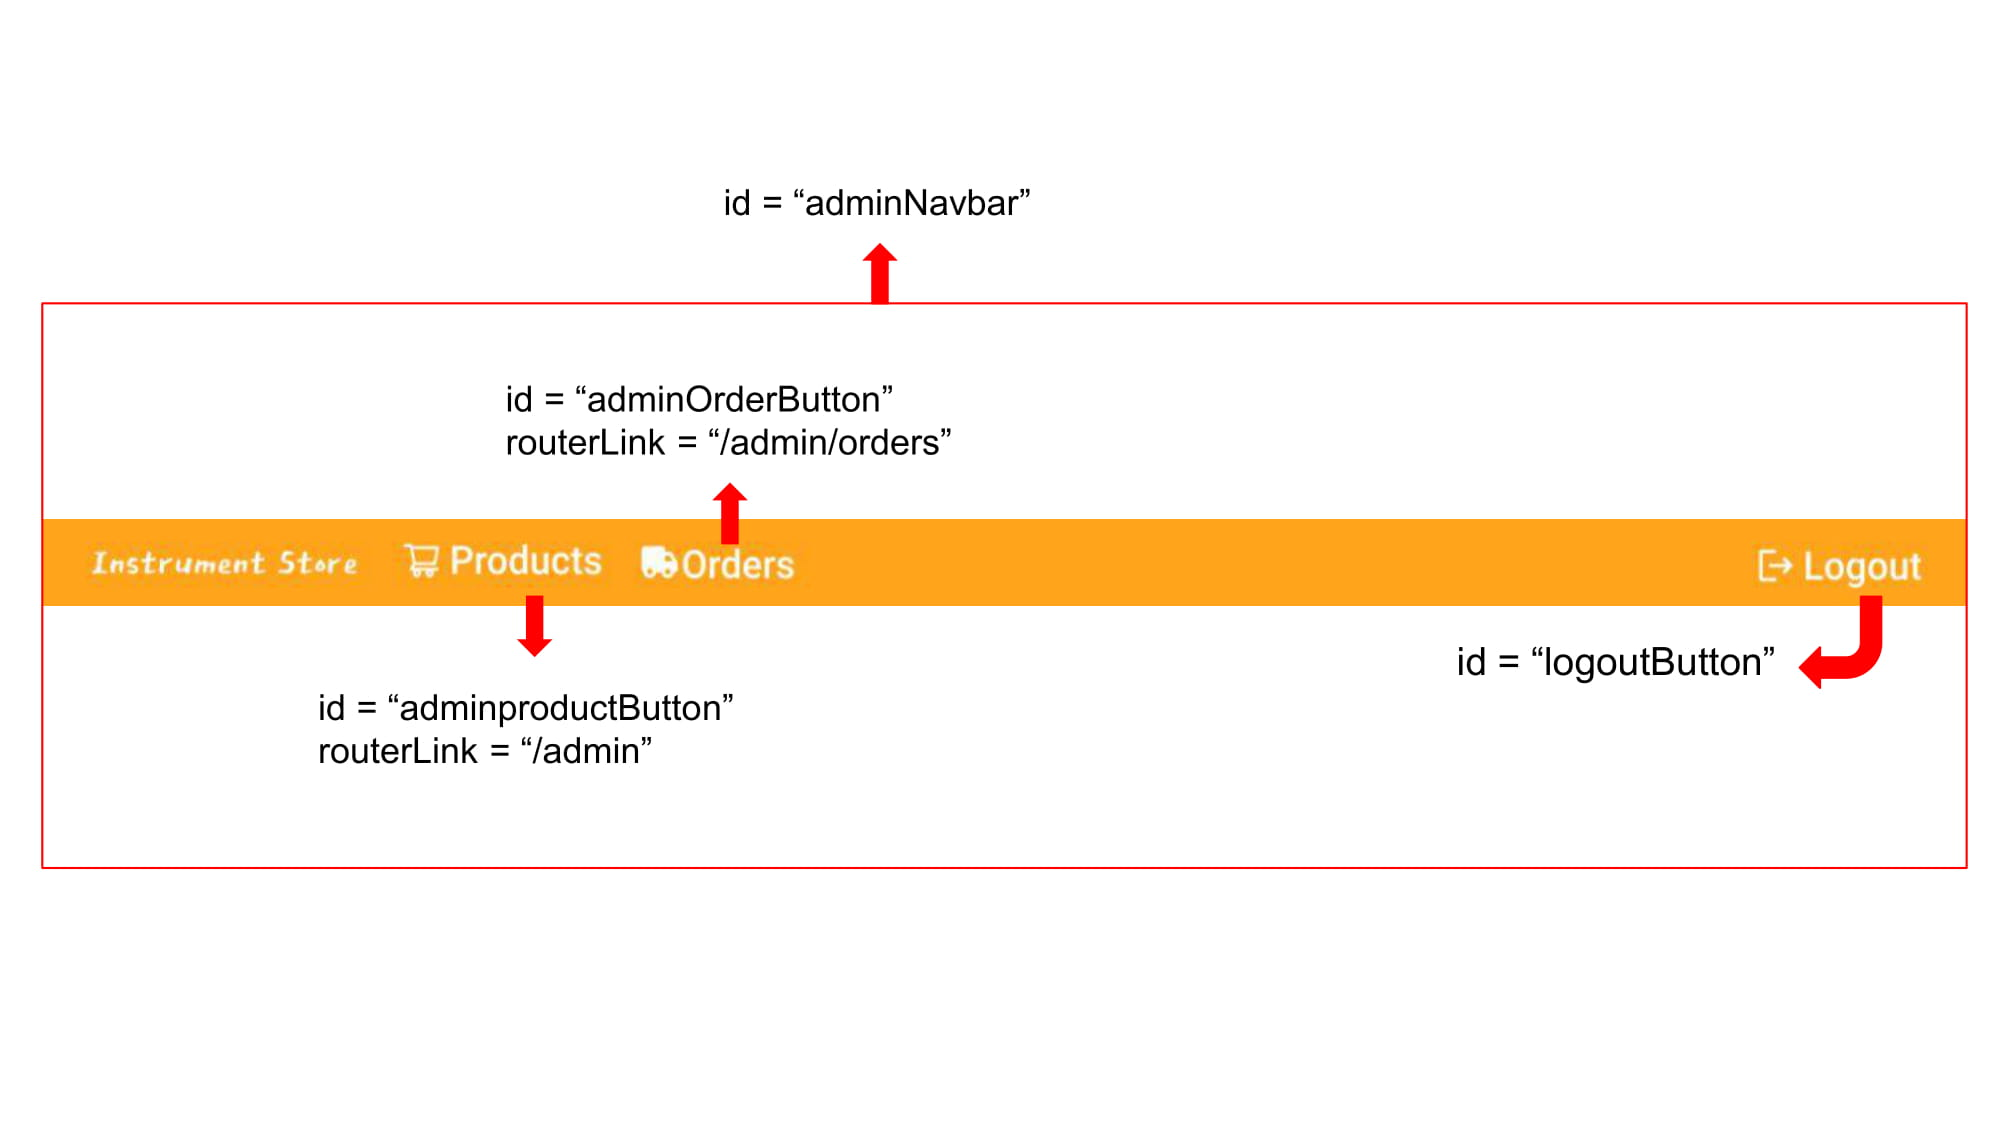 id = “adminNavbar”
id = “adminOrderButton”
routerLink = “/admin/orders”
Instrument Store Products Orders Logout
id = “logoutButton”
id = “adminproductButton”
routerLink = “/admin”